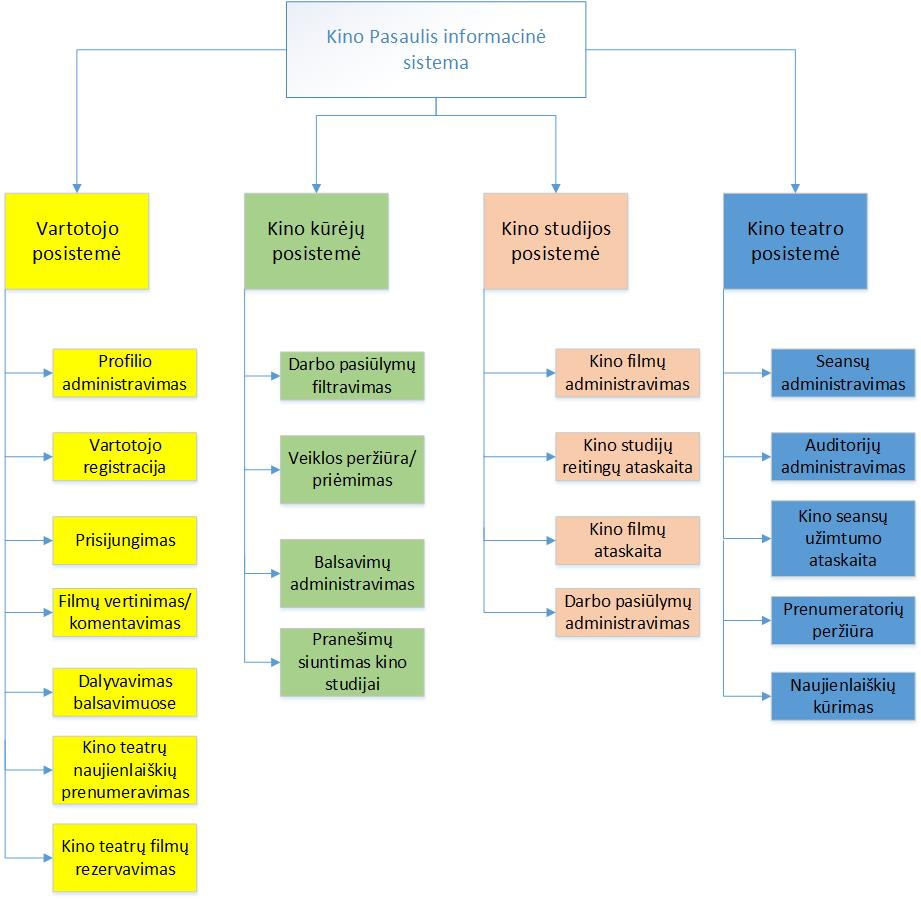 Kino Pasaulis informacinė
sistema
Vartotojo
posistemė
Profilio
administravimas
Vartotojo
registracija
Prisijungimas
Filmų vertinimas/
komentavimas
Dalyvavimas
balsavimuose
Kino teatrų
naujienlaiškių
prenumeravimas
Kino teatrų filmų
rezervavimas
Kino kūrėjų
posistemė
Darbo pasiūlymų
filtravimas
Veiklos peržiūra/
priėmimas
Balsavimų
administravimas
Pranešimų
siuntimas kino
studijai
Kino studijos
posistemė
Kino filmų
administravimas
Kino studijų
reitingų ataskaita
Kino filmų
ataskaita
Darbo pasiūlymų
administravimas
Kino teatro
posistemė
Seansų
administravimas
Auditorijų
administravimas
Kino seansų
užimtumo
ataskaita
Prenumeratorių
peržiūra
Naujienlaiškių
kūrimas